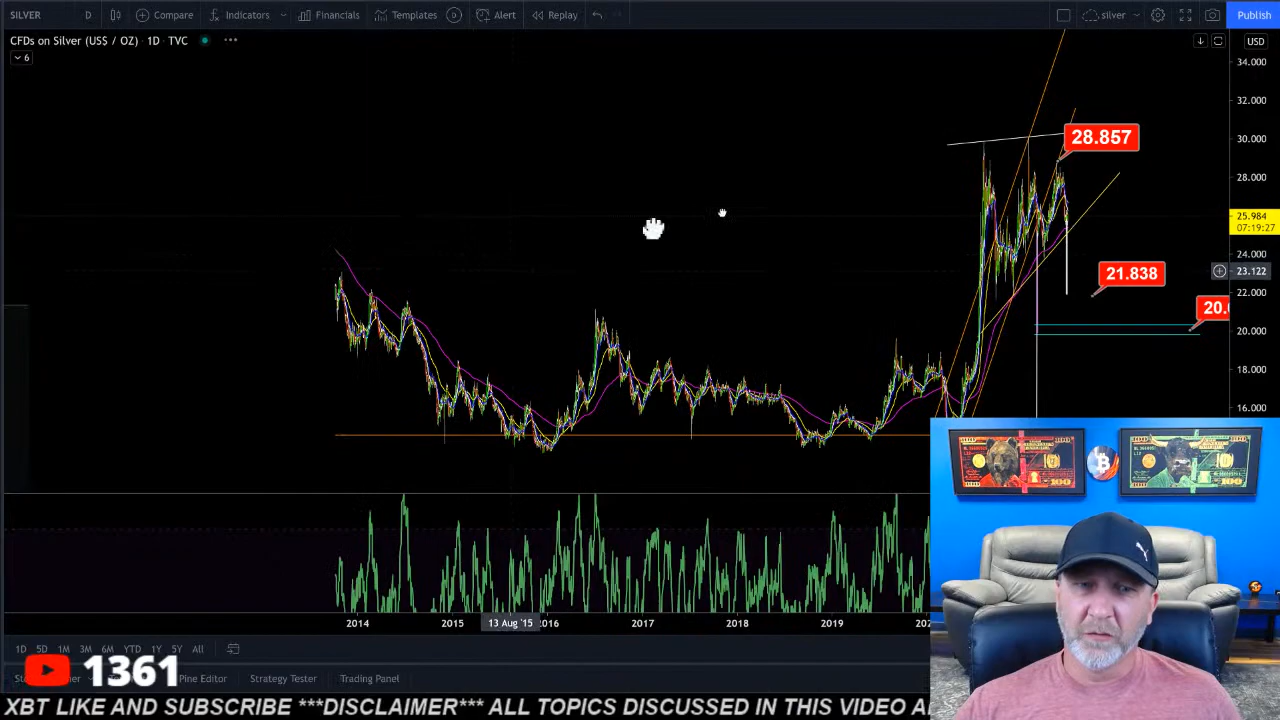 SILVER D Compare Indicators Financials Templates D Alert Replay silver Publish
CFDs on Silver (US$ / OZ) · 1D · TVC
USD
6
34.000
32.000
30.000
28.857
28.000
25.984
07:19:27
24.000
21.838
23.122
22.000
20.0
20.000
18.000
16.000
2014 2015 13 Aug '15 2016 2017 2018 2019
1D 5D 1M 3M 6M YTD 1Y 5Y All
1361
Pine Editor Strategy Tester Trading Panel
XBT LIKE AND SUBSCRIBE ***DISCLAIMER*** ALL TOPICS DISCUSSED IN THIS VIDEO A
100 B 100